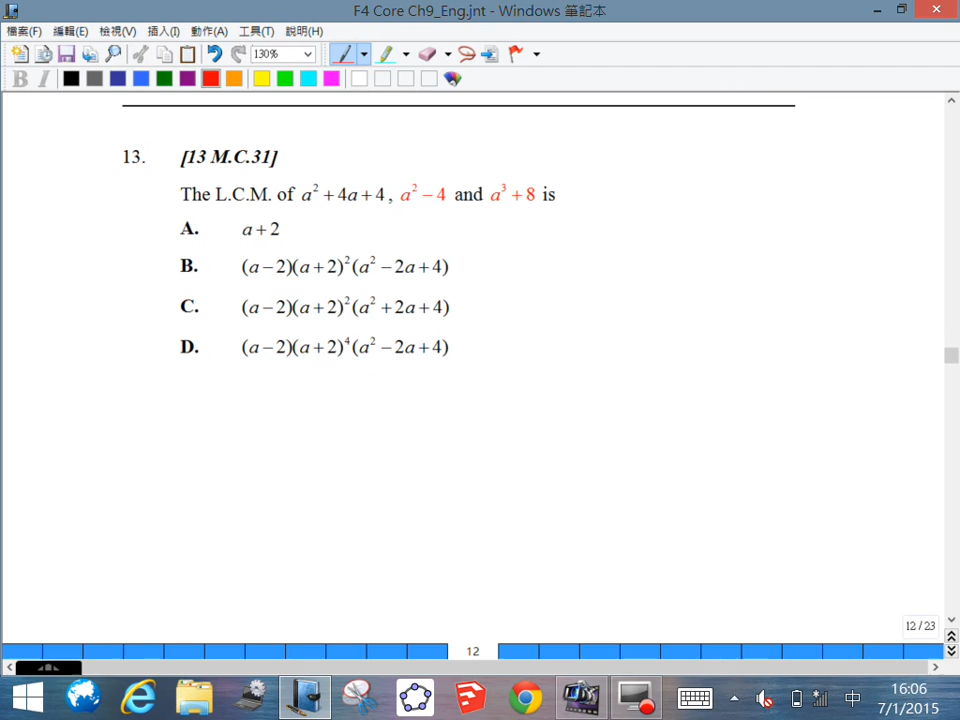 F4 Core Ch9_Eng.jnt - Windows 筆記本
檔案(F) 編輯(E) 檢視(V) 插入(I) 動作(A) 工具(T) 說明(H)
130%
B I
13. [13 M.C.31]
The L.C.M. of a² + 4a + 4, a² − 4 and a³ + 8 is
A. a + 2
B. (a − 2)(a + 2)²(a² − 2a + 4)
C. (a − 2)(a + 2)²(a² + 2a + 4)
D. (a − 2)(a + 2)⁴(a² − 2a + 4)
12 / 23
12
中
16:06
7/1/2015